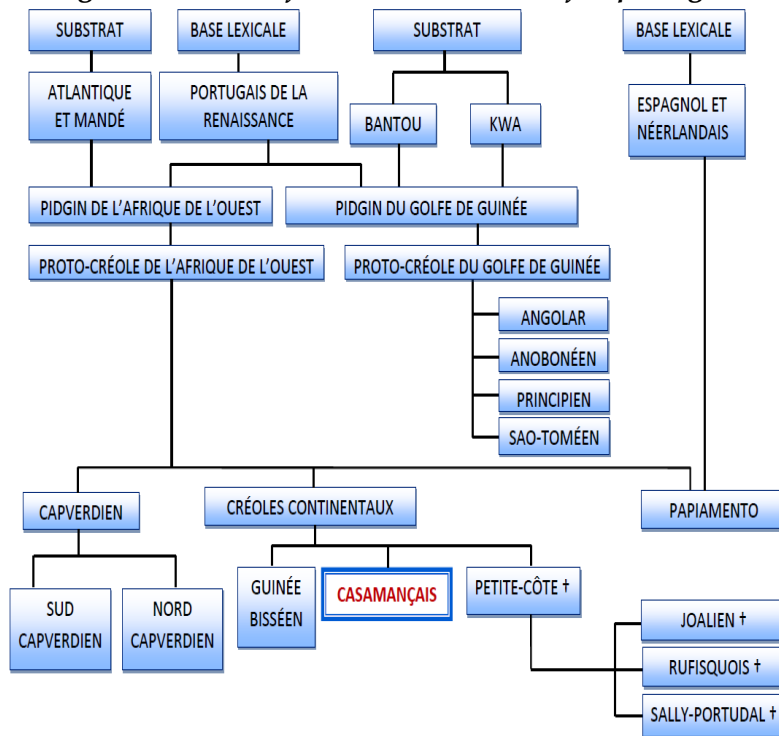 SUBSTRAT
BASE LEXICALE
SUBSTRAT
BASE LEXICALE
ATLANTIQUE
ET MANDÉ
PORTUGAIS DE LA
RENAISSANCE
BANTOU
KWA
ESPAGNOL ET
NÉERLANDAIS
PIDGIN DE L’AFRIQUE DE L’OUEST
PIDGIN DU GOLFE DE GUINÉE
PROTO-CRÉOLE DE L’AFRIQUE DE L’OUEST
PROTO-CRÉOLE DU GOLFE DE GUINÉE
ANGOLAR
ANOBONÉEN
PRINCIPIEN
SAO-TOMÉEN
CAPVERDIEN
CRÉOLES CONTINENTAUX
PAPIAMENTO
SUD
CAPVERDIEN
NORD
CAPVERDIEN
GUINÉE
BISSÉEN
CASAMANÇAIS
PETITE-CÔTE †
JOALIEN †
RUFISQUOIS †
SALLY-PORTUDAL †